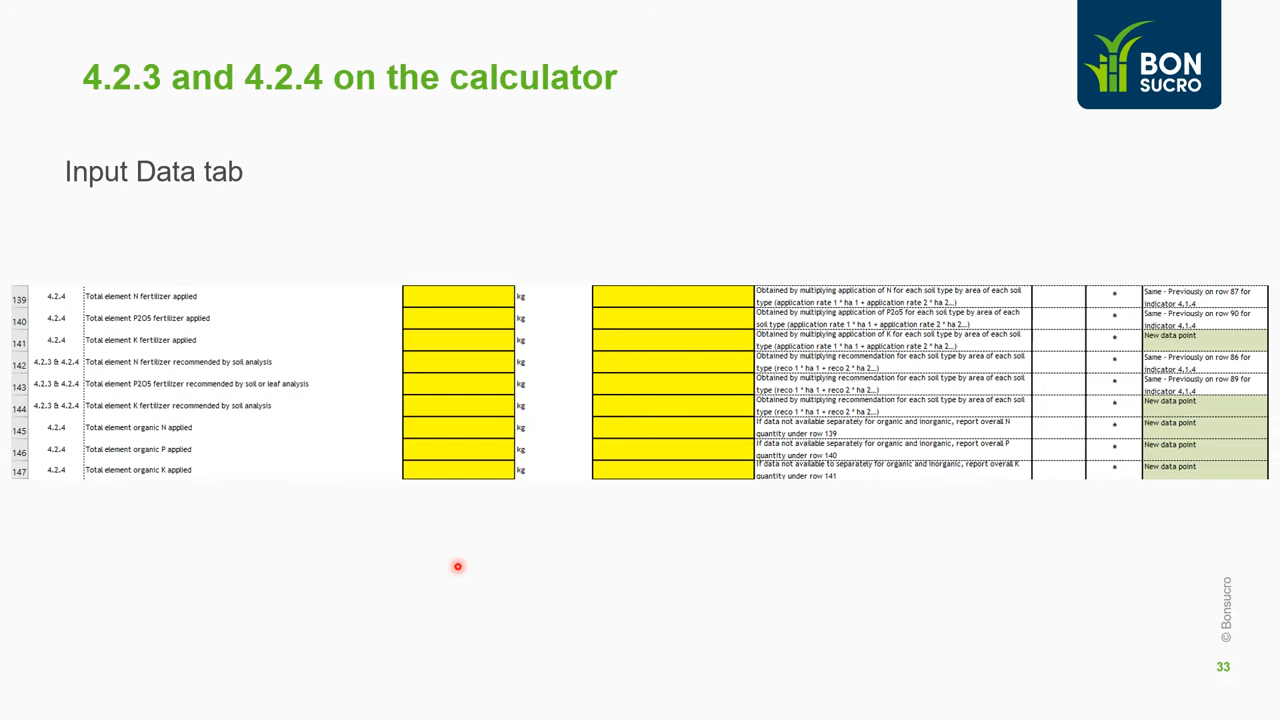 4.2.3 and 4.2.4 on the calculator
BON
SUCRO
Input Data tab
139 4.2.4 Total element N fertilizer applied kg Obtained by multiplying application of N for each soil type by area of each soil type (application rate 1 * ha 1 + application rate 2 * ha 2…) * Same - Previously on row 87 for indicator 4.1.4
140 4.2.4 Total element P2O5 fertilizer applied kg Obtained by multiplying application of P2o5 for each soil type by area of each soil type (application rate 1 * ha 1 + application rate 2 * ha 2…) * Same - Previously on row 90 for indicator 4.1.4
141 4.2.4 Total element K fertilizer applied kg Obtained by multiplying application of K for each soil type by area of each soil type (application rate 1 * ha 1 + application rate 2 * ha 2…) * New data point
142 4.2.3 & 4.2.4 Total element N fertilizer recommended by soil analysis kg Obtained by multiplying recommendation for each soil type by area of each soil type (reco 1 * ha 1 + reco 2 * ha 2…) * Same - Previously on row 86 for indicator 4.1.4
143 4.2.3 & 4.2.4 Total element P2O5 fertilizer recommended by soil or leaf analysis kg Obtained by multiplying recommendation for each soil type by area of each soil type (reco 1 * ha 1 + reco 2 * ha 2…) * Same - Previously on row 89 for indicator 4.1.4
144 4.2.3 & 4.2.4 Total element K fertilizer recommended by soil analysis kg Obtained by multiplying recommendation for each soil type by area of each soil type (reco 1 * ha 1 + reco 2 * ha 2…) * New data point
145 4.2.4 Total element organic N applied kg If data not available separately for organic and inorganic, report overall N quantity under row 139 * New data point
146 4.2.4 Total element organic P applied kg If data not available separately for organic and inorganic, report overall P quantity under row 140 * New data point
147 4.2.4 Total element organic K applied kg If data not available to separately for organic and inorganic, report overall K quantity under row 141 * New data point
© Bonsucro
33